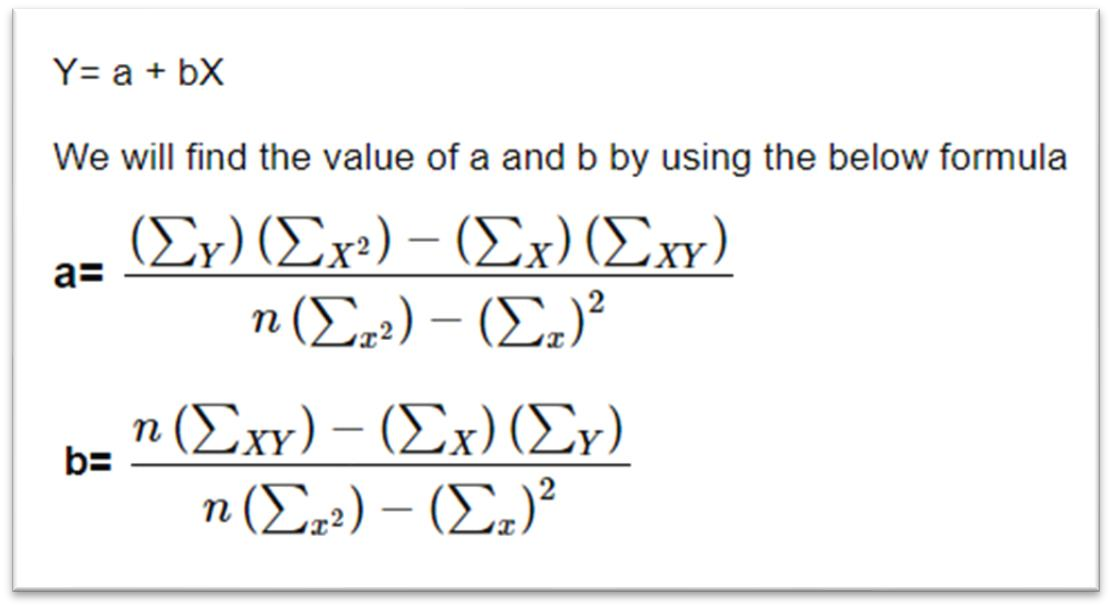 Y= a + bX
We will find the value of a and b by using the below formula
a= (∑Y)(∑X²) – (∑X)(∑XY) / n(∑x²) – (∑x)²
b= n(∑XY) – (∑X)(∑Y) / n(∑x²) – (∑x)²